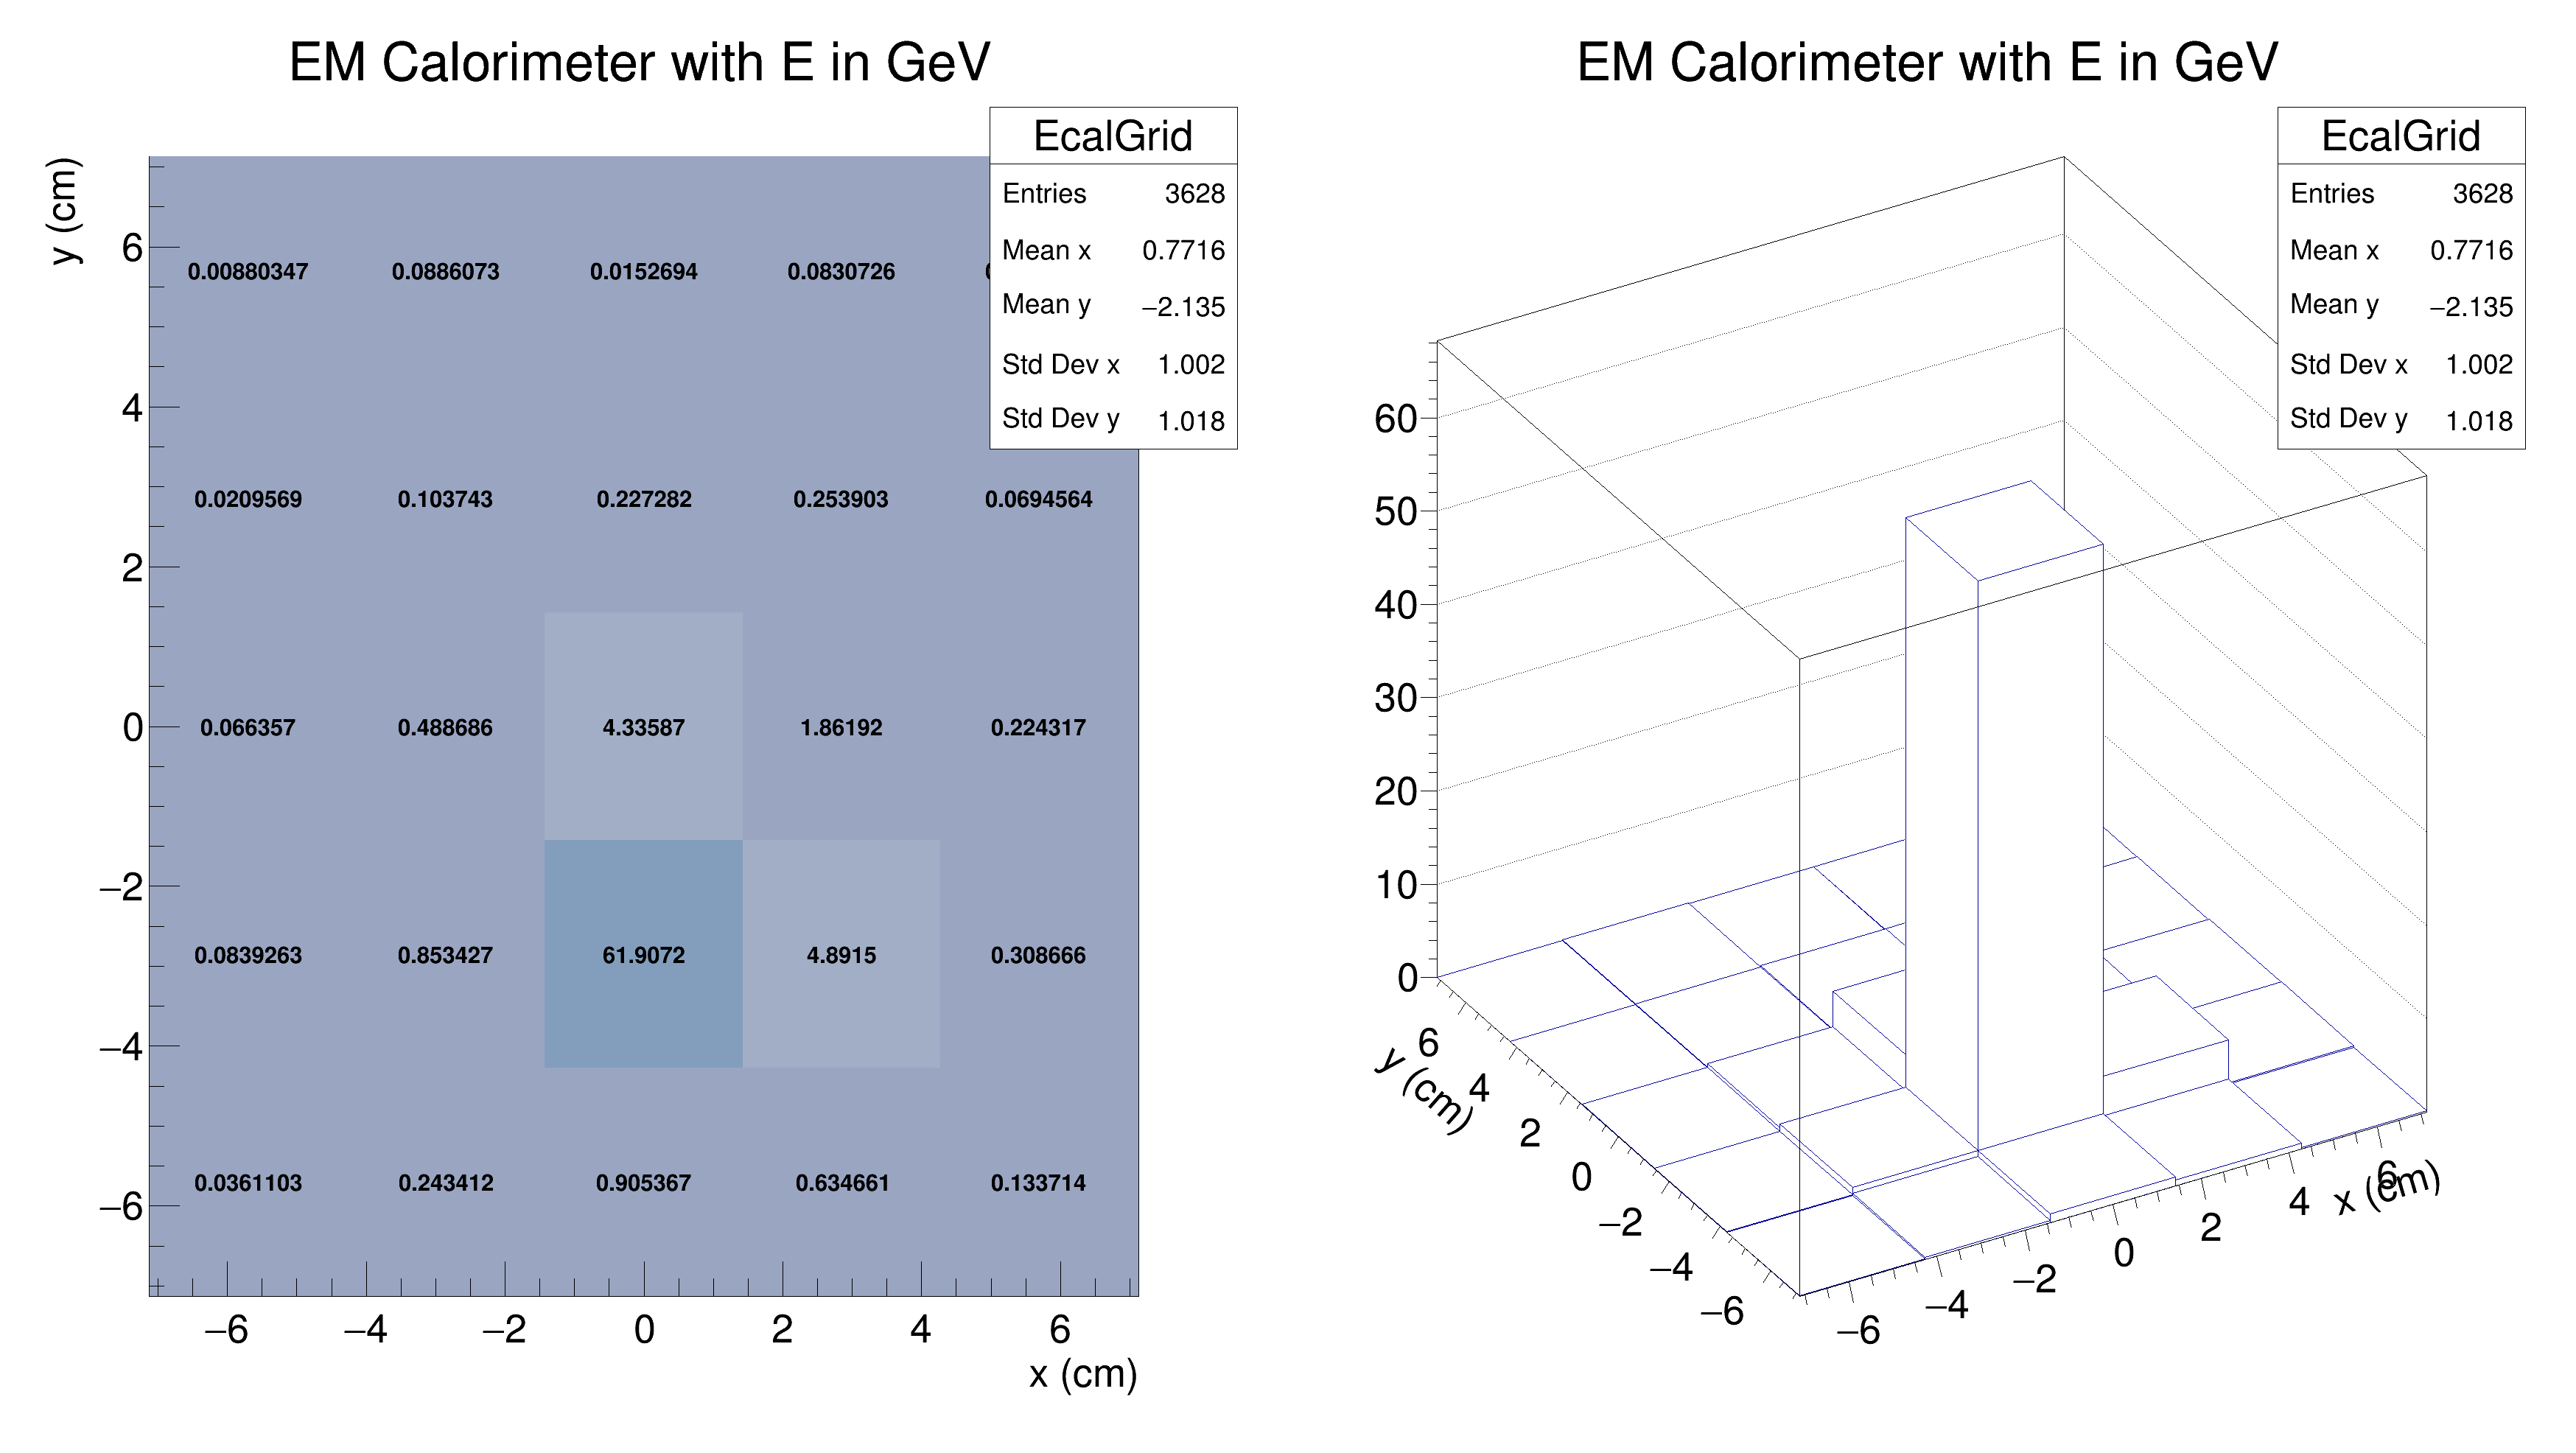 EM Calorimeter with E in GeV
EcalGrid
Entries 3628
Mean x 0.7716
Mean y −2.135
Std Dev x 1.002
Std Dev y 1.018
y (cm)
6
4
2
0
−2
−4
−6
0.00880347 0.0886073 0.0152694 0.0830726
0.0209569 0.103743 0.227282 0.253903 0.0694564
0.066357 0.488686 4.33587 1.86192 0.224317
0.0839263 0.853427 61.9072 4.8915 0.308666
0.0361103 0.243412 0.905367 0.634661 0.133714
−6 −4 −2 0 2 4 6
x (cm)
EM Calorimeter with E in GeV
EcalGrid
Entries 3628
Mean x 0.7716
Mean y −2.135
Std Dev x 1.002
Std Dev y 1.018
60
50
40
30
20
10
0
y (cm)
6
4
2
0
−2
−4
−6
−6 −4 −2 0 2 4 6
x (cm)